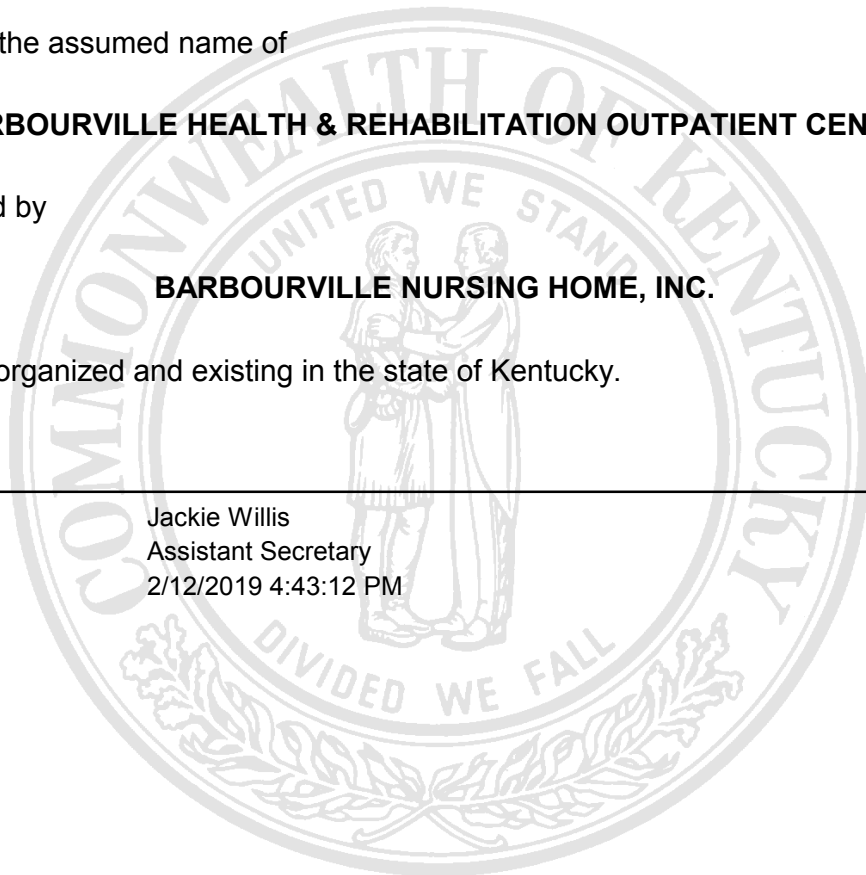 the assumed name of
RBOURVILLE HEALTH & REHABILITATION OUTPATIENT CEN
d by
BARBOURVILLE NURSING HOME, INC.
organized and existing in the state of Kentucky.
Jackie Willis
Assistant Secretary
2/12/2019 4:43:12 PM
COMMONWEALTH OF KENTUCKY
UNITED WE STAND
DIVIDED WE FALL